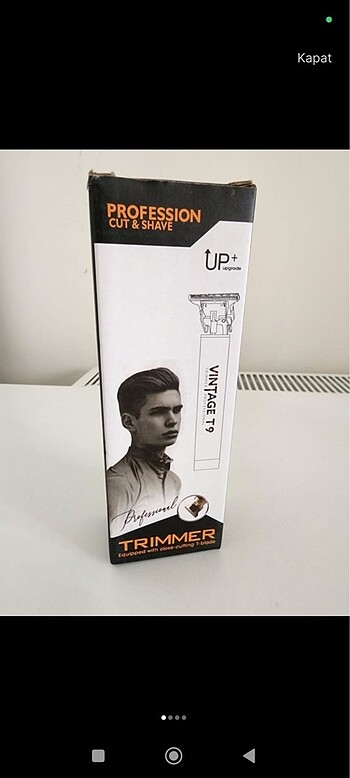 Kapat
PROFESSION
CUT & SHAVE
UP+
upgrade
VINTAGE T9
Professional
TRIMMER
Equipped with close-cutting T-blade